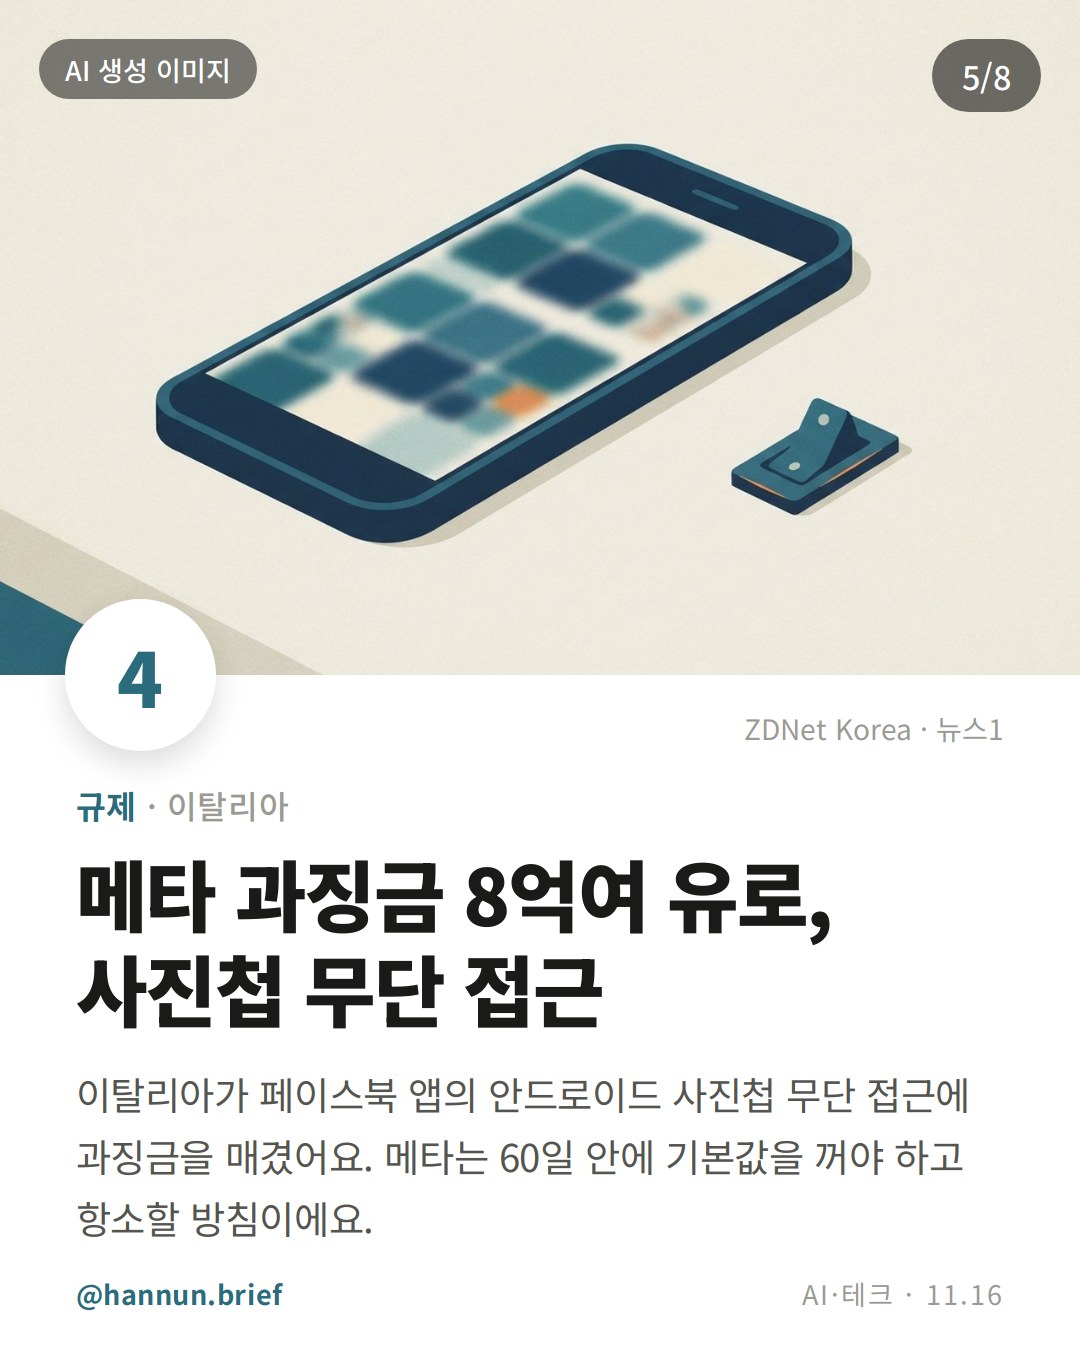 AI 생성 이미지
5/8
4
ZDNet Korea · 뉴스1
규제 · 이탈리아
메타 과징금 8억여 유로,
사진첩 무단 접근
이탈리아가 페이스북 앱의 안드로이드 사진첩 무단 접근에
과징금을 매겼어요. 메타는 60일 안에 기본값을 꺼야 하고
항소할 방침이에요.
@hannun.brief
AI·테크 · 11.16